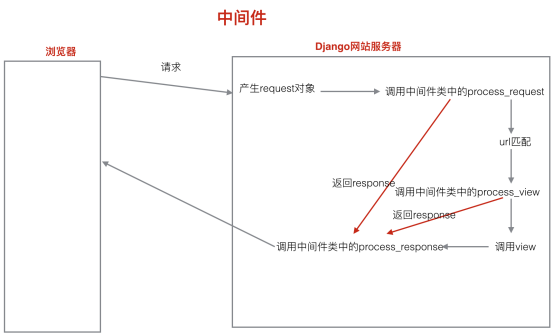 中间件
浏览器
Django网站服务器
请求
产生request对象
调用中间件类中的process_request
url匹配
返回response
调用中间件类中的process_view
返回response
调用中间件类中的process_response
调用view